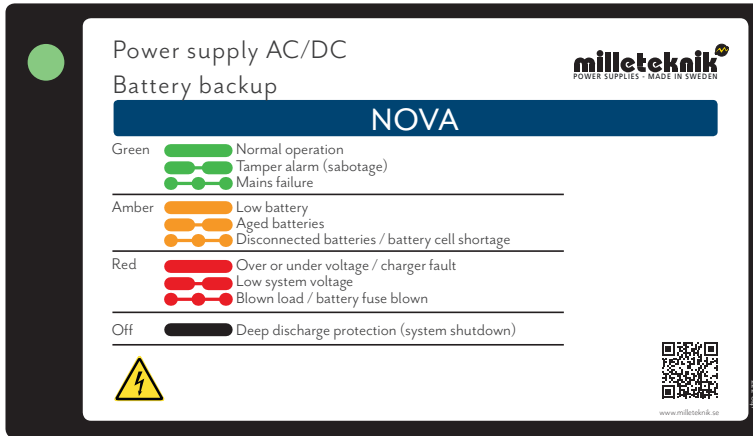 Power supply AC/DC
Battery backup
milleteknik
POWER SUPPLIES - MADE IN SWEDEN
NOVA
Green
Normal operation
Tamper alarm (sabotage)
Mains failure
Amber
Low battery
Aged batteries
Disconnected batteries / battery cell shortage
Red
Over or under voltage / charger fault
Low system voltage
Blown load / battery fuse blown
Off
Deep discharge protection (system shutdown)
www.milleteknik.se